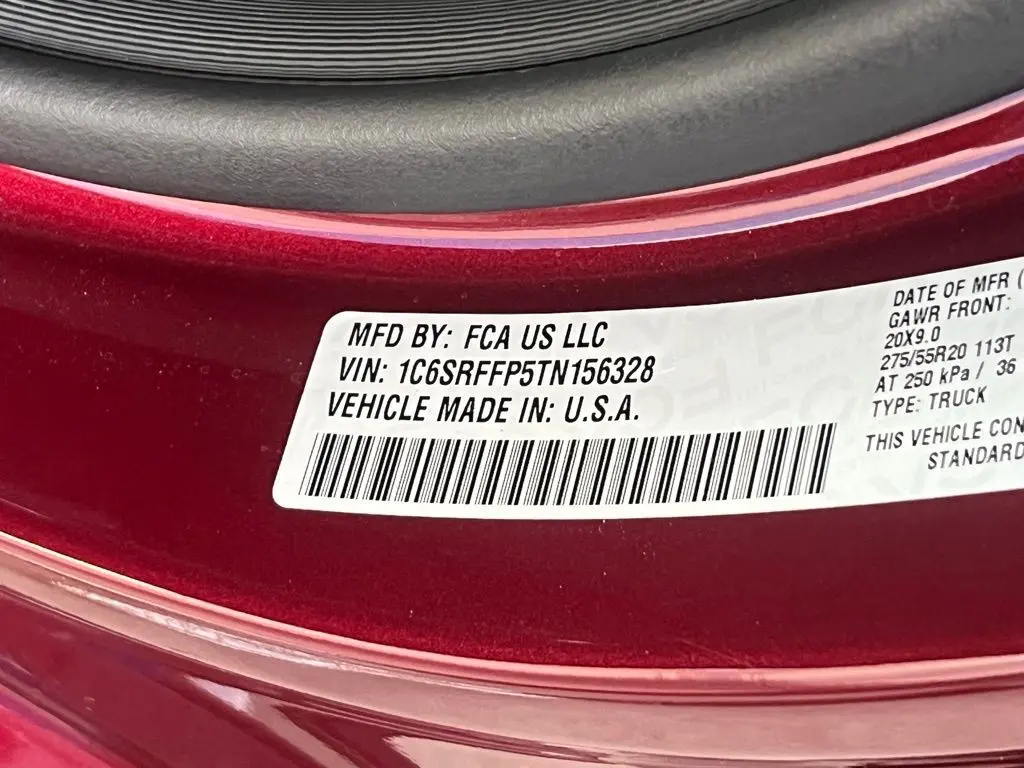 MFD BY: FCA US LLC
VIN: 1C6SRFFP5TN156328
VEHICLE MADE IN: U.S.A.
DATE OF MFR (
GAWR FRONT:
20X9.0
275/55R20 113T
AT 250 kPa / 36
TYPE: TRUCK
THIS VEHICLE CON
STANDARD